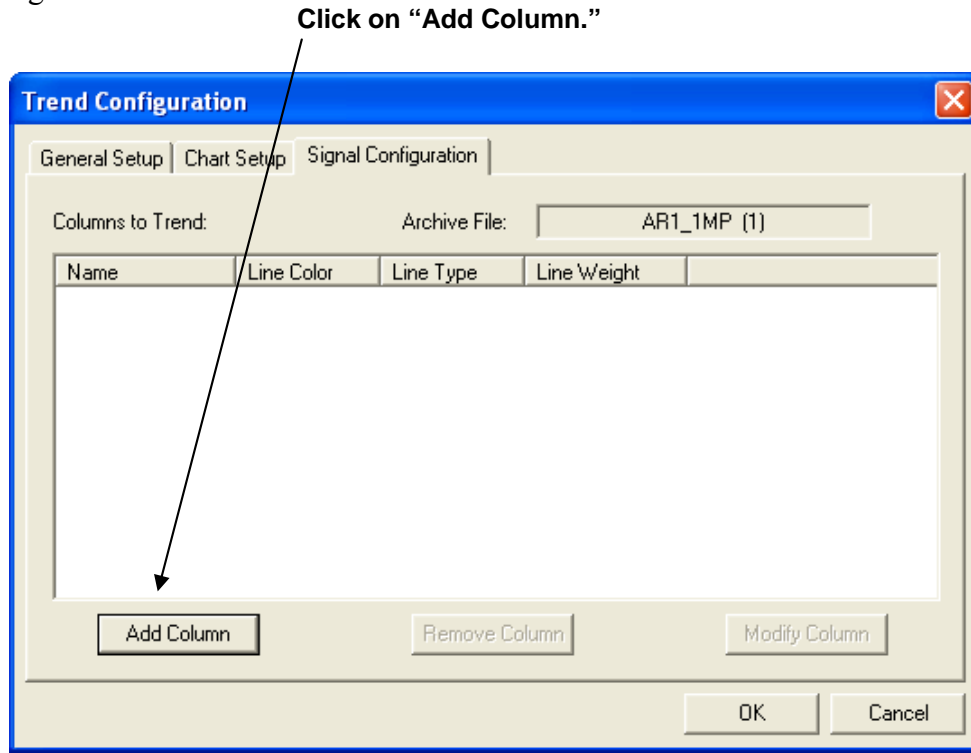 Click on “Add Column.”
Trend Configuration
General Setup Chart Setup Signal Configuration
Columns to Trend: Archive File: AR1_1MP (1)
Name Line Color Line Type Line Weight
Add Column Remove Column Modify Column
OK Cancel